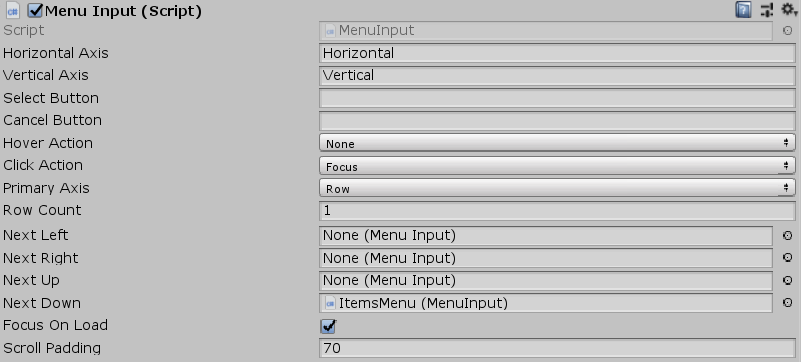 Menu Input (Script)
Script MenuInput
Horizontal Axis Horizontal
Vertical Axis Vertical
Select Button
Cancel Button
Hover Action None
Click Action Focus
Primary Axis Row
Row Count 1
Next Left None (Menu Input)
Next Right None (Menu Input)
Next Up None (Menu Input)
Next Down ItemsMenu (MenuInput)
Focus On Load
Scroll Padding 70